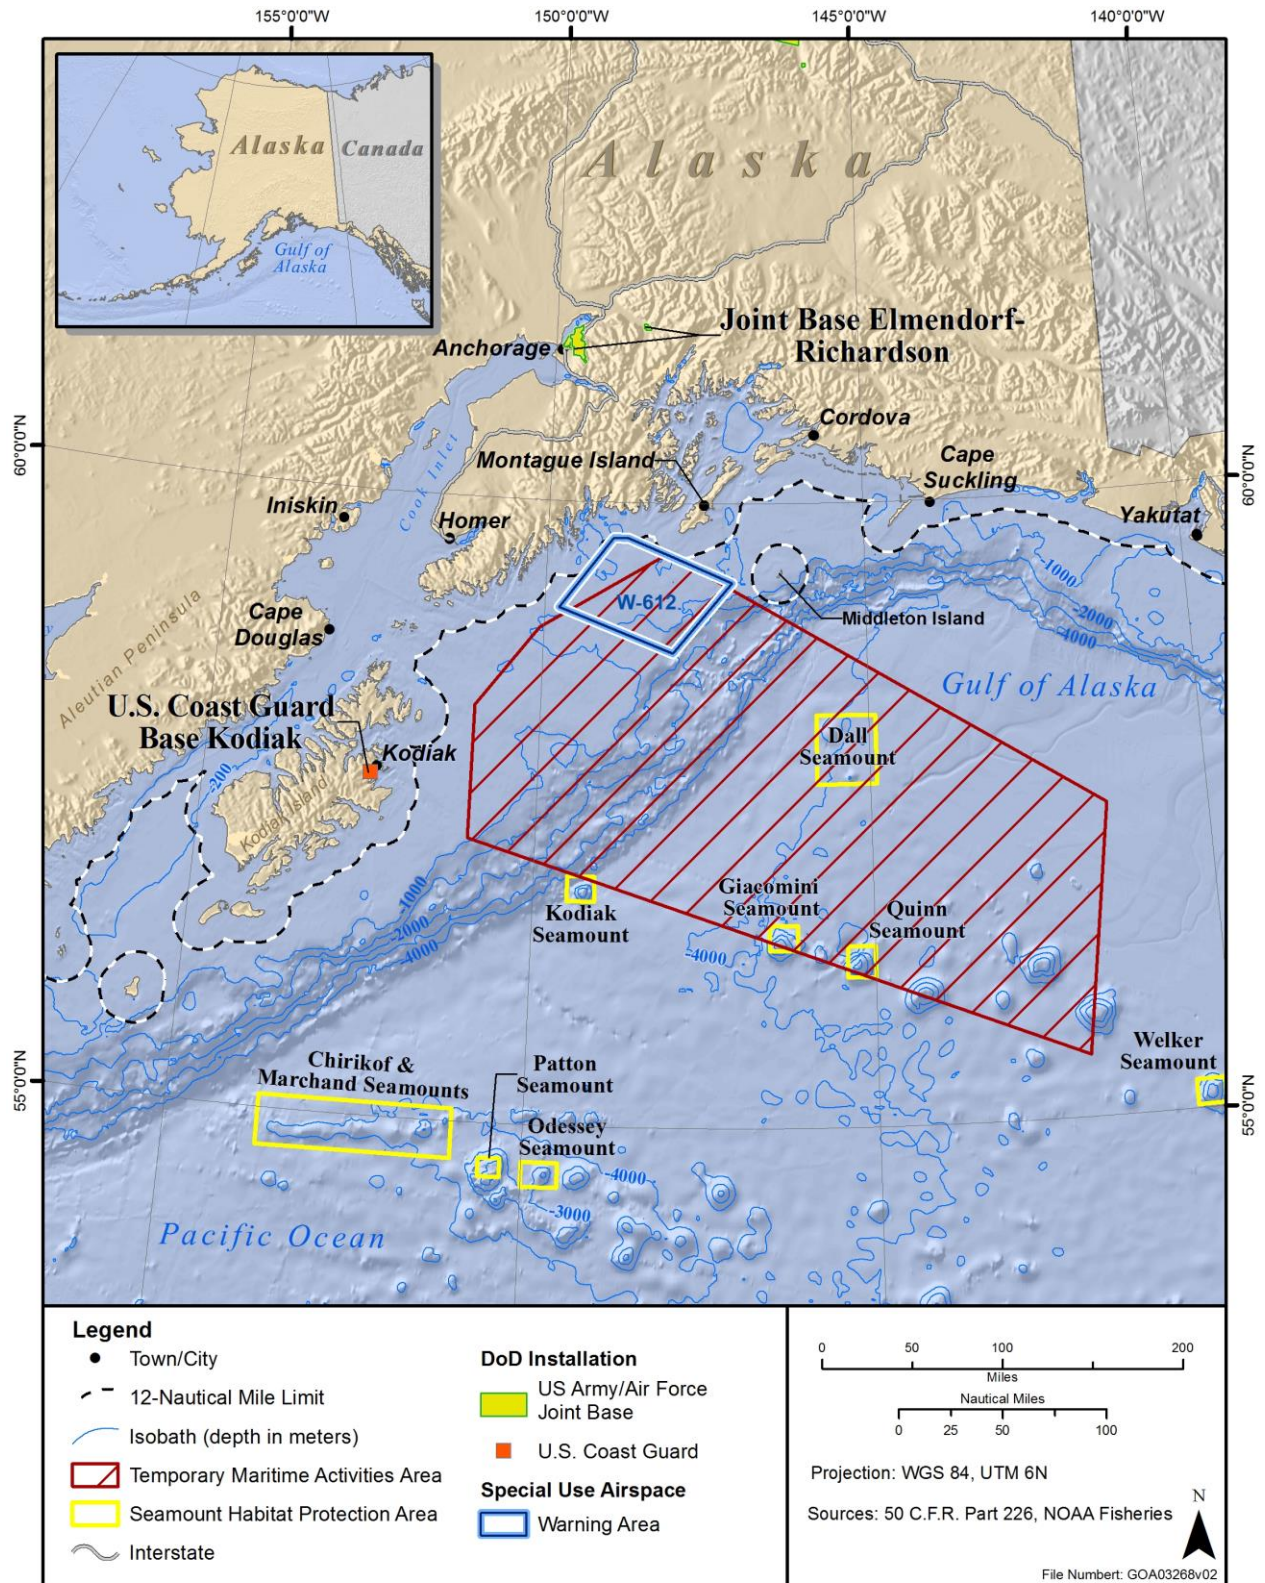 155°0'0"W
150°0'0"W
145°0'0"W
140°0'0"W
Alaska
Canada
Gulf of
Alaska
Alaska
Joint Base Elmendorf-
Richardson
Anchorage
60°0'0"N
60°0'0"N
Cordova
Montague Island
Cape
Suckling
Cook Inlet
Iniskin
Homer
Yakutat
-1000
-2000
-4000
W-612
Middleton Island
Cape
Douglas
Aleutian Peninsula
Gulf of Alaska
U.S. Coast Guard
Base Kodiak
Kodiak
-200
Kodiak Island
Dall
Seamount
-1000
-2000
-4000
Kodiak
Seamount
Giacomini
Seamount
Quinn
Seamount
-4000
55°0'0"N
55°0'0"N
Welker
Seamount
Chirikof &
Marchand Seamounts
Patton
Seamount
Odessey
Seamount
-4000
-3000
Pacific Ocean
Legend
Town/City
12-Nautical Mile Limit
Isobath (depth in meters)
Temporary Maritime Activities Area
Seamount Habitat Protection Area
Interstate
DoD Installation
US Army/Air Force
Joint Base
U.S. Coast Guard
Special Use Airspace
Warning Area
0 50 100 200
Miles
Nautical Miles
0 25 50 100
Projection: WGS 84, UTM 6N
Sources: 50 C.F.R. Part 226, NOAA Fisheries
N
File Numbert: GOA03268v02